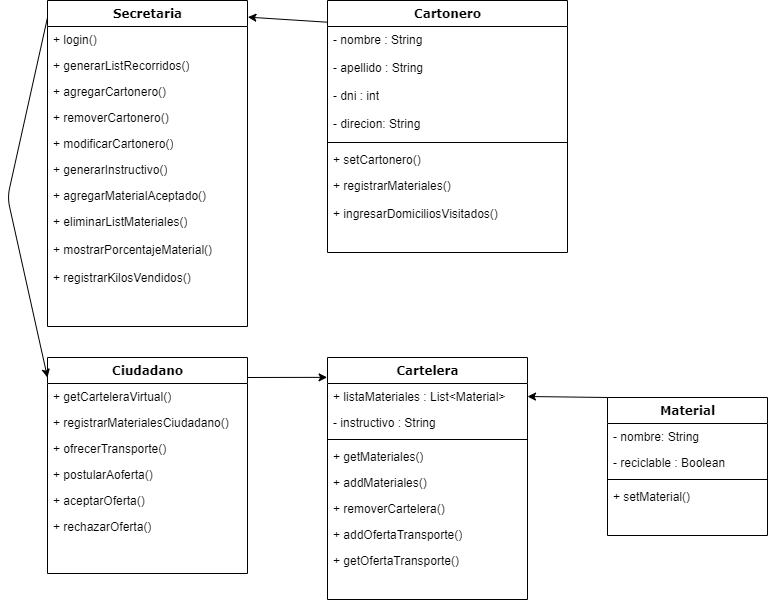 Secretaria
+ login()
+ generarListRecorridos()
+ agregarCartonero()
+ removerCartonero()
+ modificarCartonero()
+ generarInstructivo()
+ agregarMaterialAceptado()
+ eliminarListMateriales()
+ mostrarPorcentajeMaterial()
+ registrarKilosVendidos()
Cartonero
- nombre : String
- apellido : String
- dni : int
- direcion: String
+ setCartonero()
+ registrarMateriales()
+ ingresarDomiciliosVisitados()
Ciudadano
+ getCarteleraVirtual()
+ registrarMaterialesCiudadano()
+ ofrecerTransporte()
+ postularAoferta()
+ aceptarOferta()
+ rechazarOferta()
Cartelera
+ listaMateriales : List<Material>
- instructivo : String
+ getMateriales()
+ addMateriales()
+ removerCartelera()
+ addOfertaTransporte()
+ getOfertaTransporte()
Material
- nombre: String
- reciclable : Boolean
+ setMaterial()